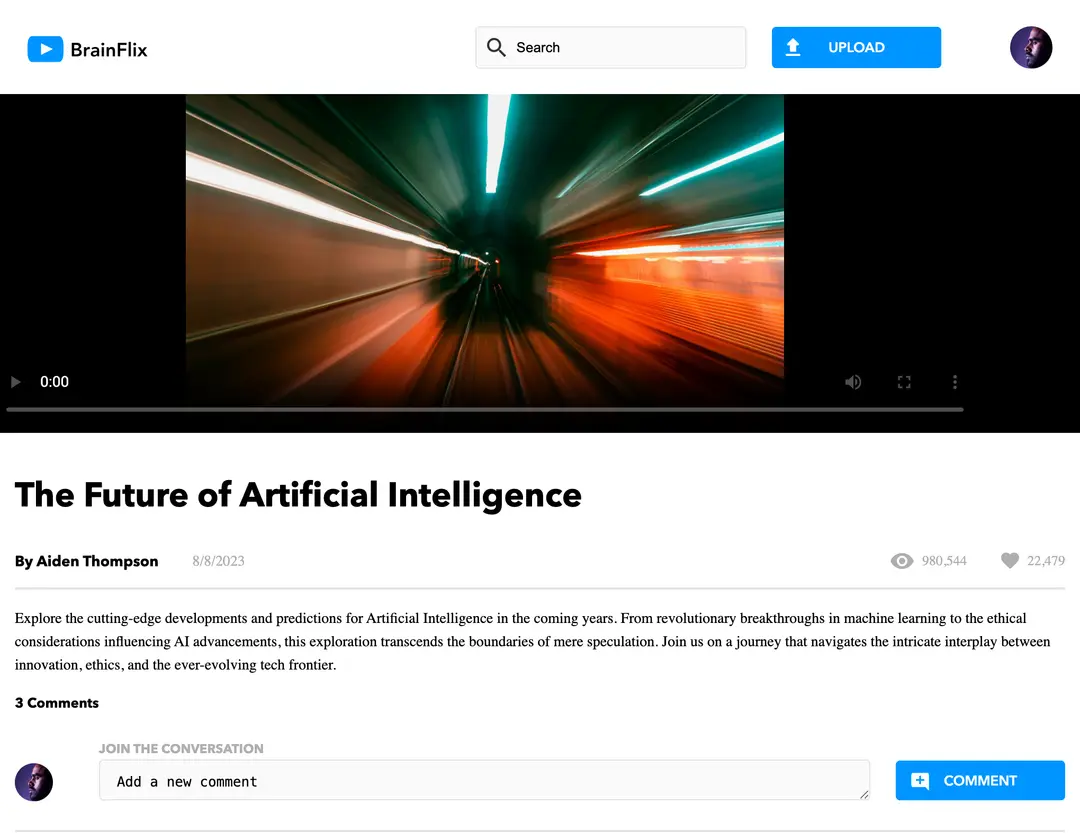 BrainFlix
Search
UPLOAD
0:00
The Future of Artificial Intelligence
By Aiden Thompson 8/8/2023 980,544 22,479
Explore the cutting-edge developments and predictions for Artificial Intelligence in the coming years. From revolutionary breakthroughs in machine learning to the ethical
considerations influencing AI advancements, this exploration transcends the boundaries of mere speculation. Join us on a journey that navigates the intricate interplay between
innovation, ethics, and the ever-evolving tech frontier.
3 Comments
JOIN THE CONVERSATION
Add a new comment
COMMENT